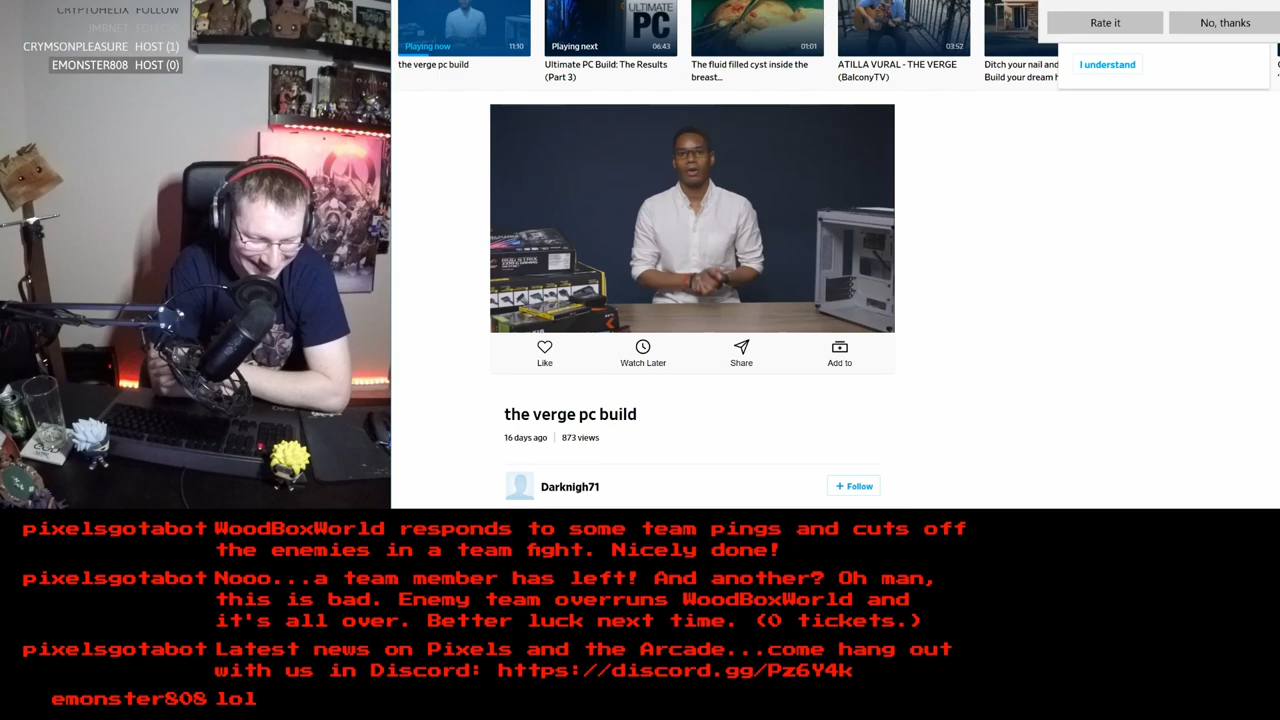 CRYPTOHELIX FOLLOW
JMBNET FOLLOW
CRYMSONPLEASURE HOST (1)
EMONSTER808 HOST (0)
Playing now
11:10
the verge pc build
ULTIMATE
PC
Playing next
06:43
Ultimate PC Build: The Results
(Part 3)
01:01
The fluid filled cyst inside the
breast...
03:52
ATILLA VURAL - THE VERGE
(BalconyTV)
Ditch your nail and
Build your dream h
Rate it
No, thanks
I understand
Like
Watch Later
Share
Add to
the verge pc build
16 days ago
873 views
Darknigh71
+ Follow
pixelsgotabot WoodBoxWorld responds to some team pings and cuts off
the enemies in a team fight. Nicely done!
pixelsgotabot Nooo...a team member has left! And another? Oh man,
this is bad. Enemy team overruns WoodBoxWorld and
it's all over. Better luck next time. (0 tickets.)
pixelsgotabot Latest news on Pixels and the Arcade...come hang out
with us in Discord: https://discord.gg/Pz6Y4k
emonster808 lol